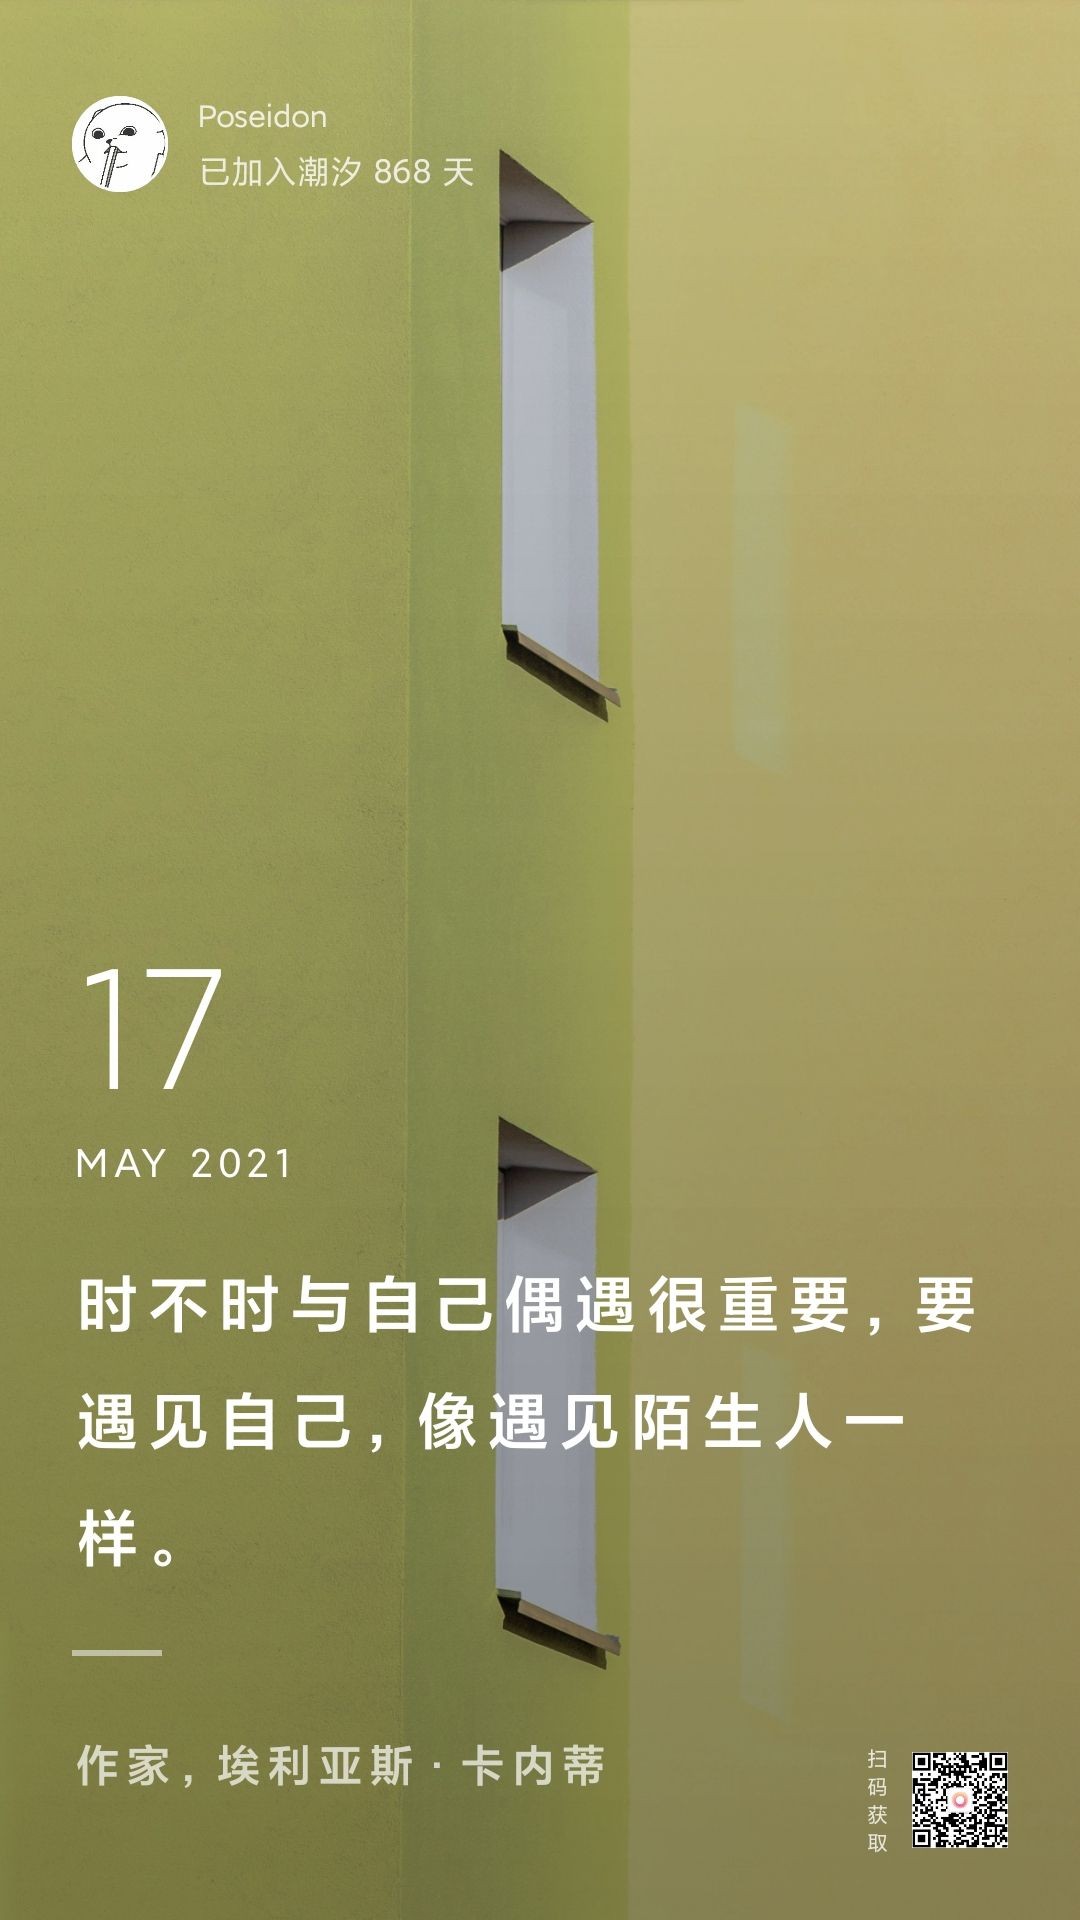 Poseidon
已加入潮汐 868 天
17
MAY 2021
时不时与自己偶遇很重要，要
遇见自己，像遇见陌生人一
样。
作家，埃利亚斯·卡内蒂
扫码获取